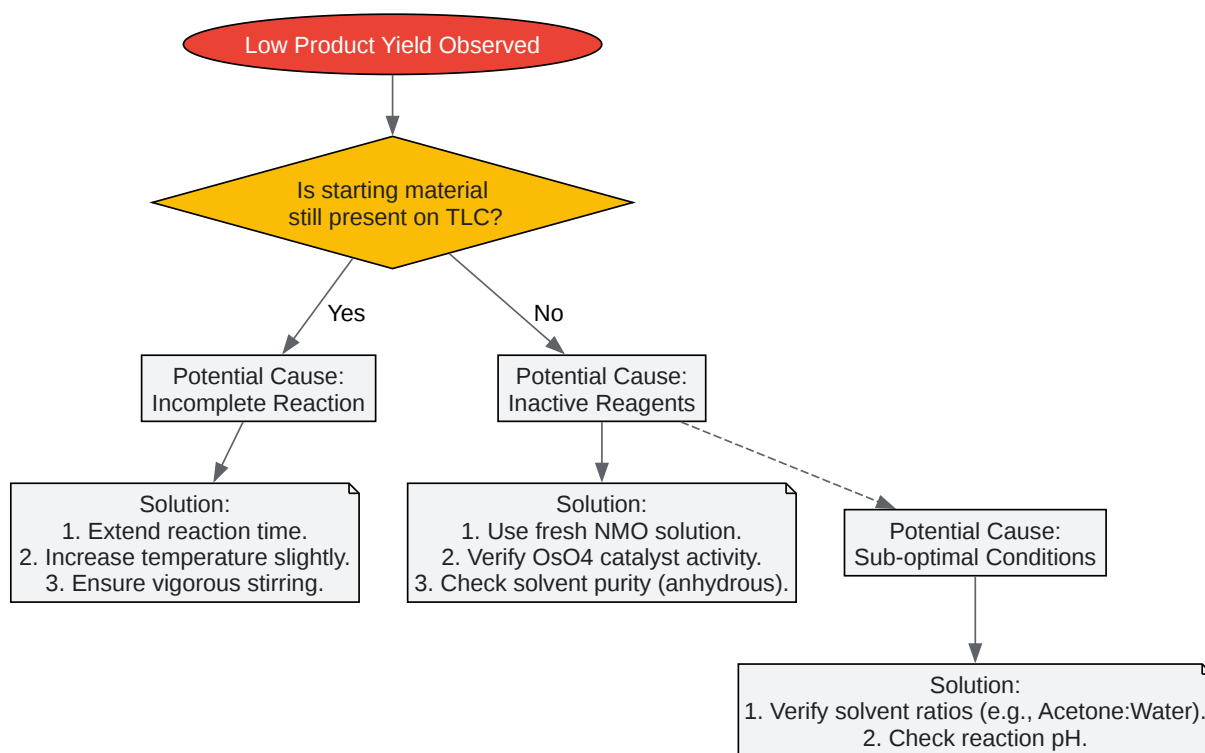 Low Product Yield Observed
Is starting material
still present on TLC?
Yes
No
Potential Cause:
Incomplete Reaction
Potential Cause:
Inactive Reagents
Solution:
1. Extend reaction time.
2. Increase temperature slightly.
3. Ensure vigorous stirring.
Solution:
1. Use fresh NMO solution.
2. Verify OsO4 catalyst activity.
3. Check solvent purity (anhydrous).
Potential Cause:
Sub-optimal Conditions
Solution:
1. Verify solvent ratios (e.g., Acetone:Water).
2. Check reaction pH.